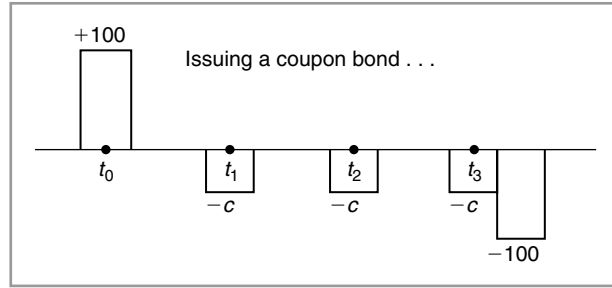 +100
Issuing a coupon bond . . .
t0 t1 t2 t3
−c −c −c
−100